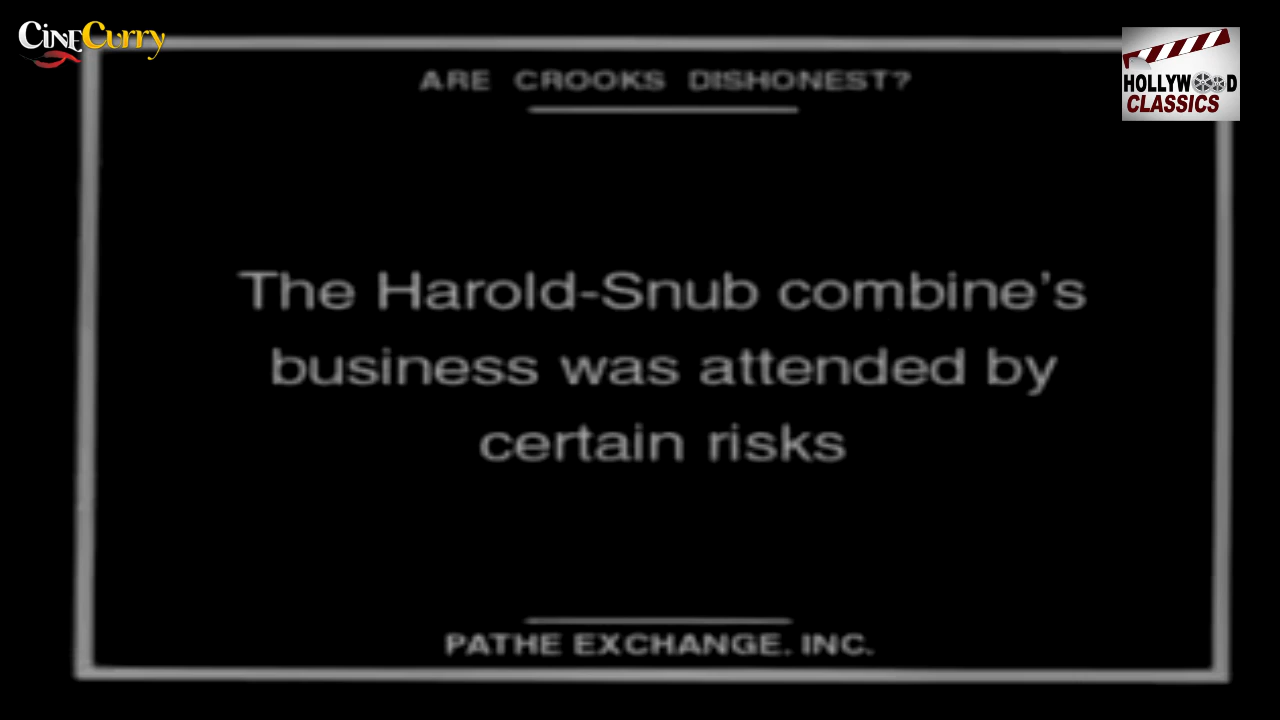 CineCurry
HOLLYWOOD
CLASSICS
ARE CROOKS DISHONEST?
The Harold-Snub combine's
business was attended by
certain risks
PATHE EXCHANGE. INC.